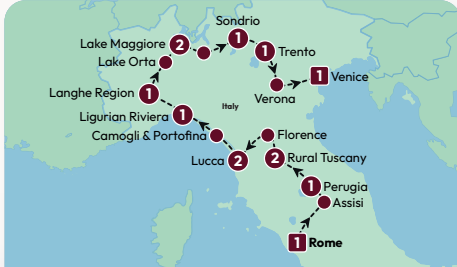 Sondrio
Lake Maggiore 2
1
1 Trento
Lake Orta
1 Venice
Langhe Region 1
Verona
Italy
Ligurian Riviera 1
Camogli & Portofina
Florence
Lucca 2
2 Rural Tuscany
1 Perugia
Assisi
1 Rome